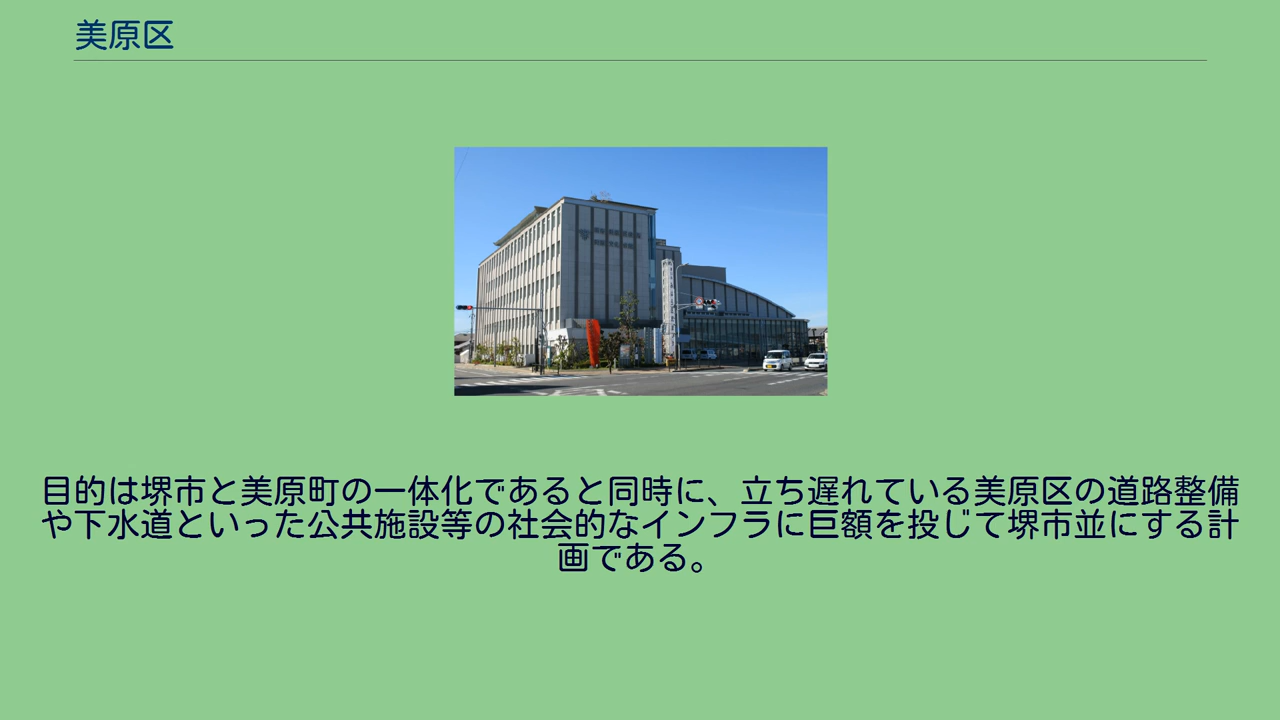 美原区
目的は堺市と美原町の一体化であると同時に、立ち遅れている美原区の道路整備
や下水道といった公共施設等の社会的なインフラに巨額を投じて堺市並にする計
画である。